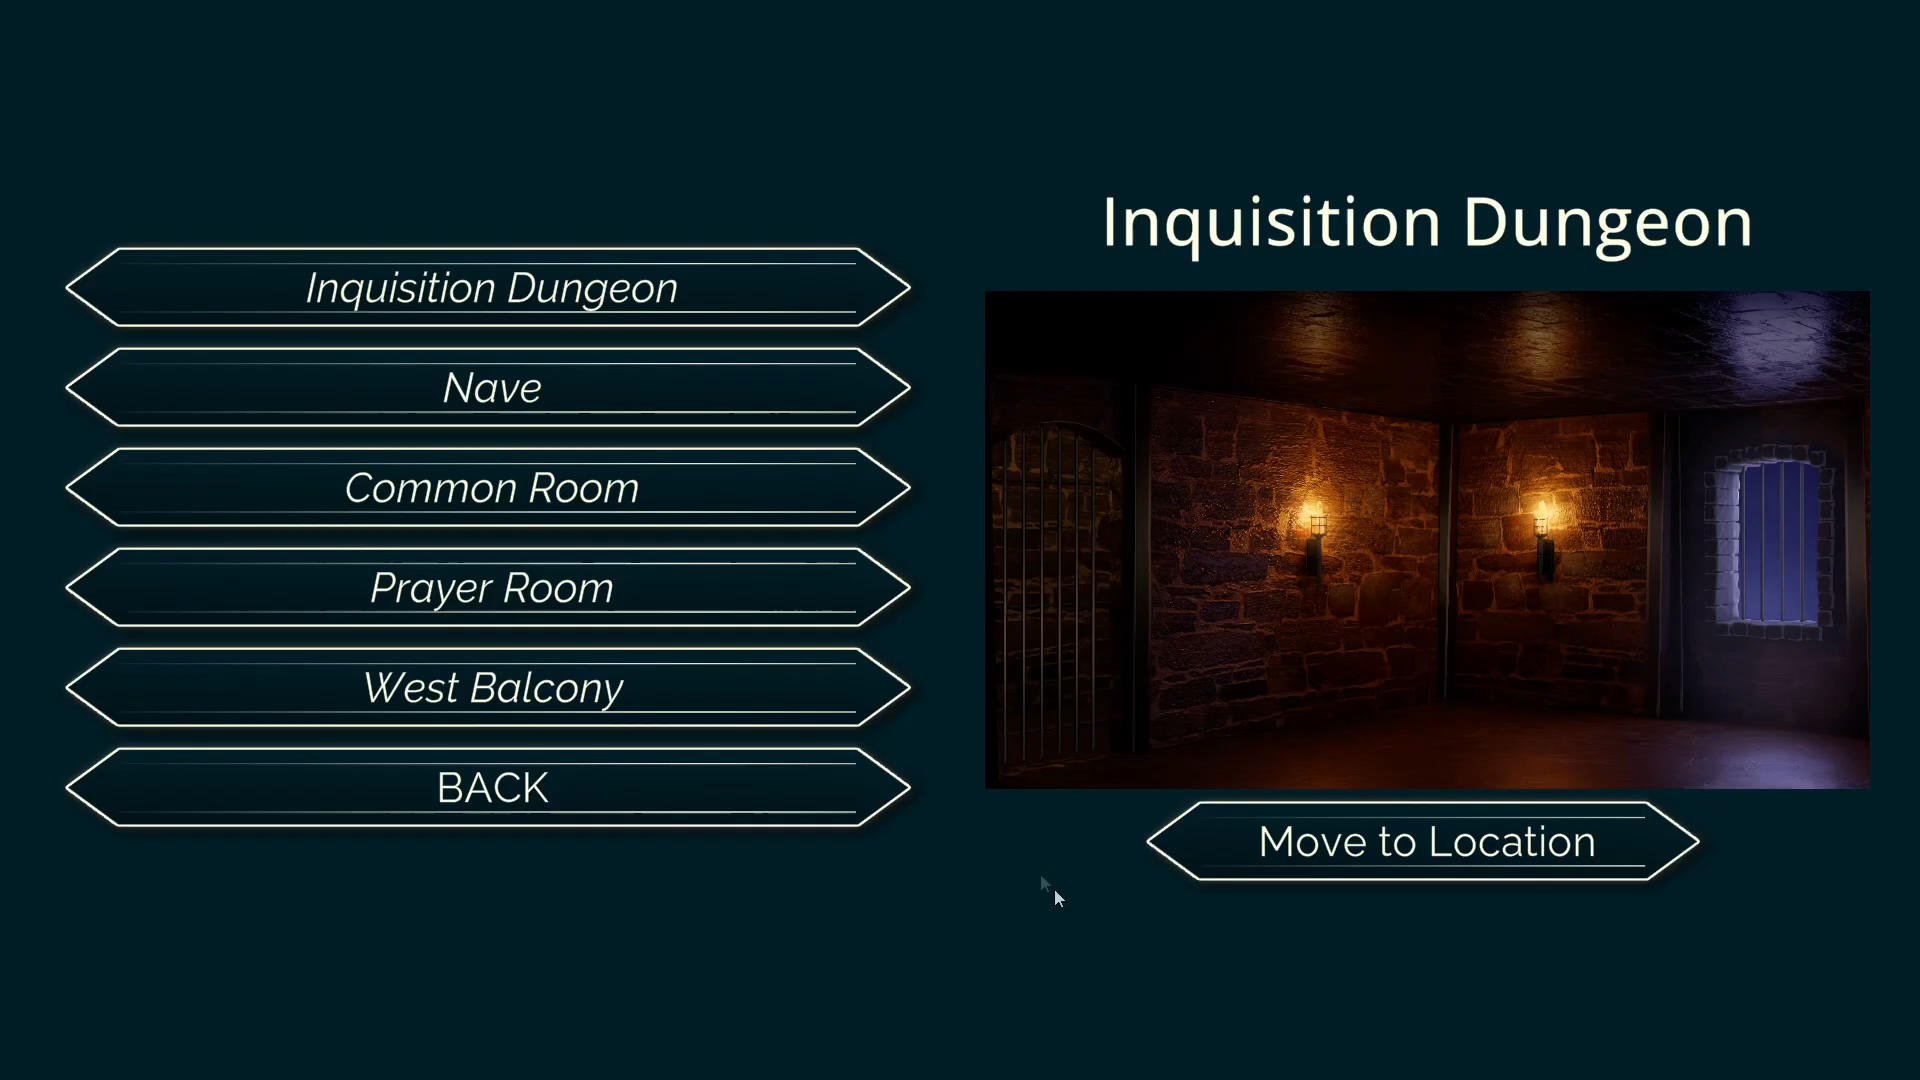 Inquisition Dungeon
Nave
Common Room
Prayer Room
West Balcony
BACK
Inquisition Dungeon
Move to Location